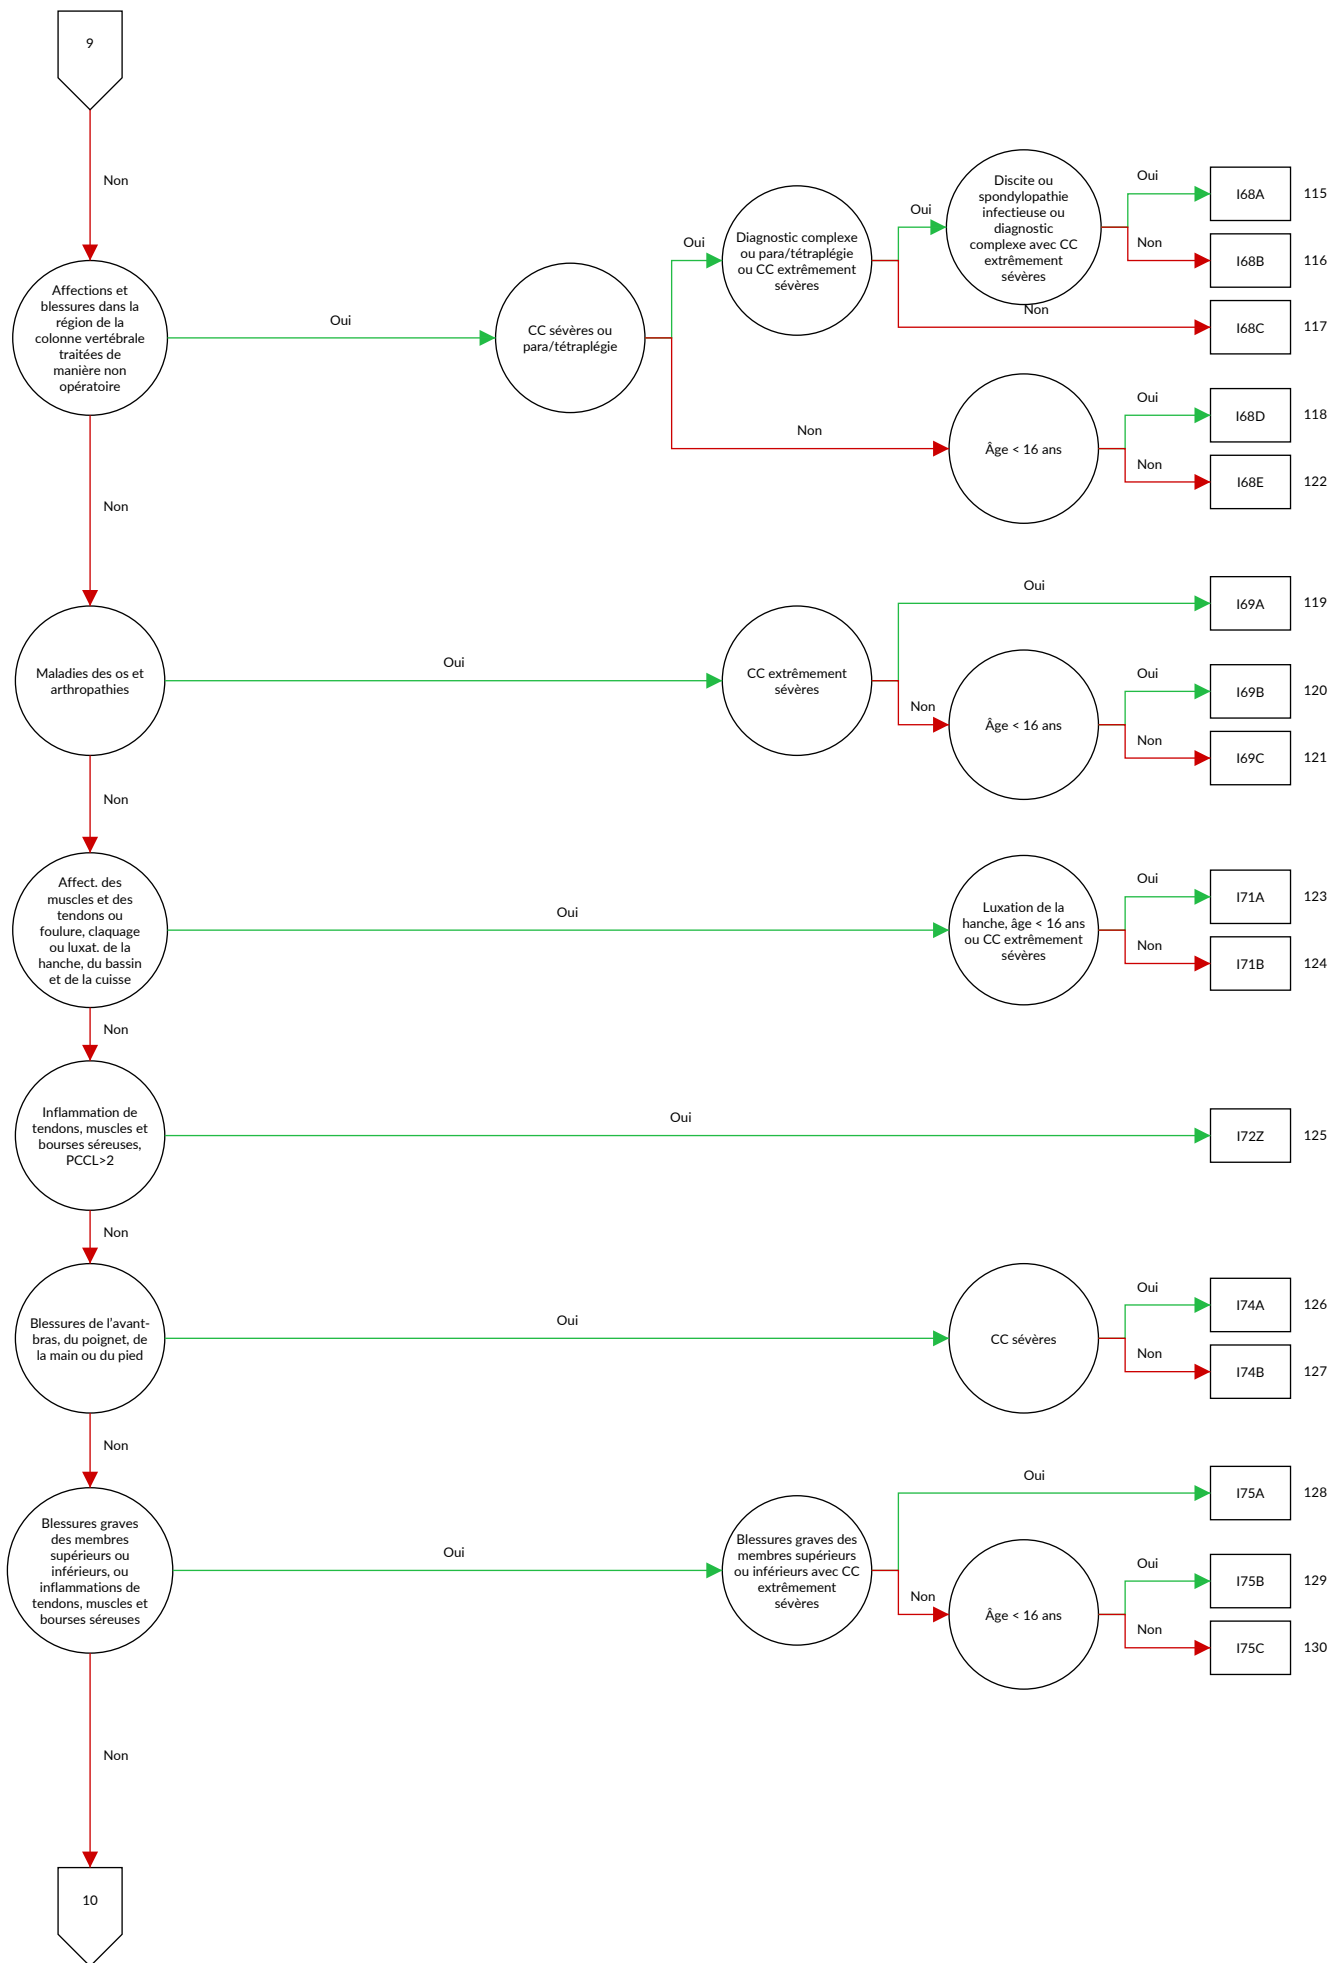 9
Non
Affections et
blessures dans la
région de la
colonne vertébrale
traitées de
manière non
opératoire
Oui
CC sévères ou
para/tétraplégie
Oui
Diagnostic complexe
ou para/tétraplégie
ou CC extrêmement
sévères
Oui
Discite ou
spondylopathie
infectieuse ou
diagnostic
complexe avec CC
extrêmement
sévères
Oui
I68A
115
Non
I68B
116
Non
I68C
117
Non
Âge < 16 ans
Oui
I68D
118
Non
I68E
122
Non
Maladies des os et
arthropathies
Oui
CC extrêmement
sévères
Oui
I69A
119
Non
Âge < 16 ans
Oui
I69B
120
Non
I69C
121
Non
Affect. des
muscles et des
tendons ou
foulure, claquage
ou luxat. de la
hanche, du bassin
et de la cuisse
Oui
Luxation de la
hanche, âge < 16 ans
ou CC extrêmement
sévères
Oui
I71A
123
Non
I71B
124
Non
Inflammation de
tendons, muscles et
bourses séreuses,
PCCL>2
Oui
I72Z
125
Non
Blessures de l'avant-
bras, du poignet, de
la main ou du pied
Oui
CC sévères
Oui
I74A
126
Non
I74B
127
Non
Blessures graves
des membres
supérieurs ou
inférieurs, ou
inflammations de
tendons, muscles et
bourses séreuses
Oui
Blessures graves des
membres supérieurs
ou inférieurs avec CC
extrêmement
sévères
Oui
I75A
128
Non
Âge < 16 ans
Oui
I75B
129
Non
I75C
130
Non
10